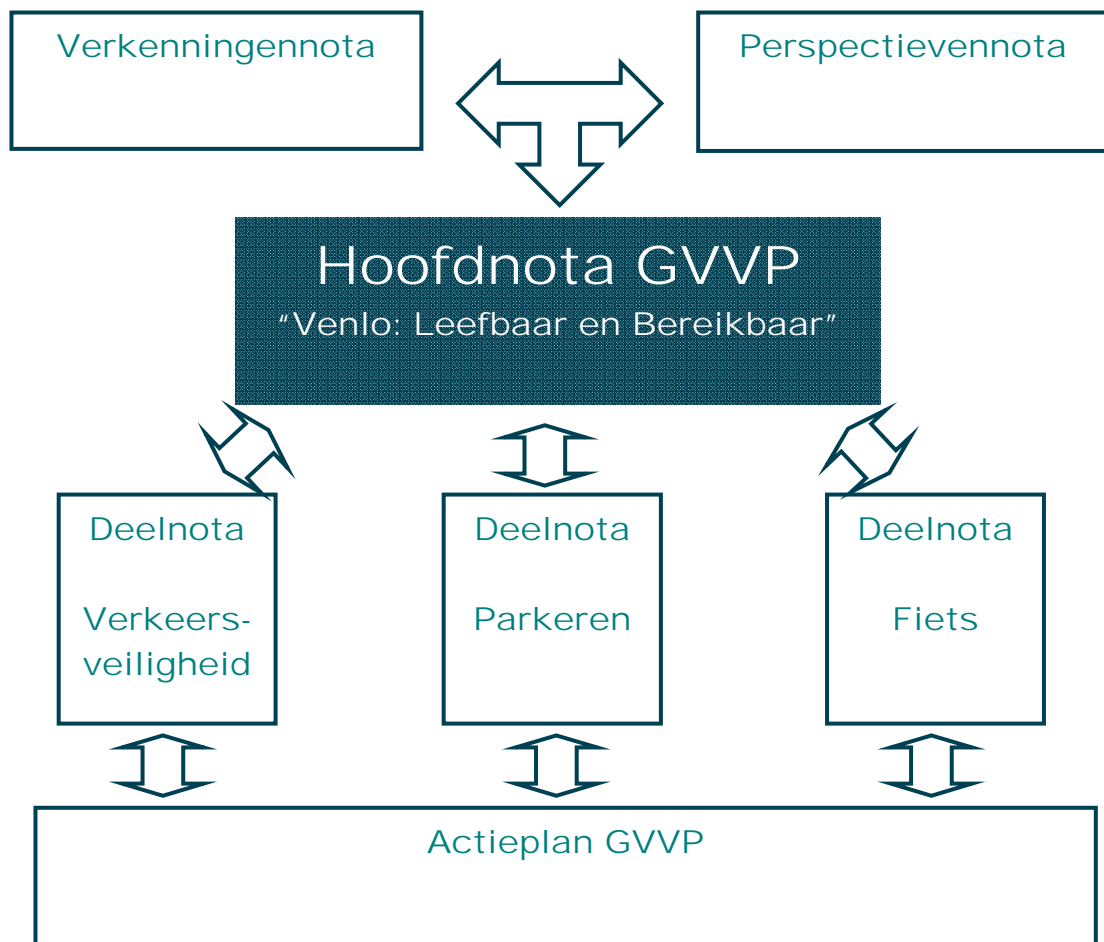 Verkenningennota
Perspectievennota
Hoofdnota GVVP
"Venlo: Leefbaar en Bereikbaar"
Deelnota
Verkeers-
veiligheid
Deelnota
Parkeren
Deelnota
Fiets
Actieplan GVVP